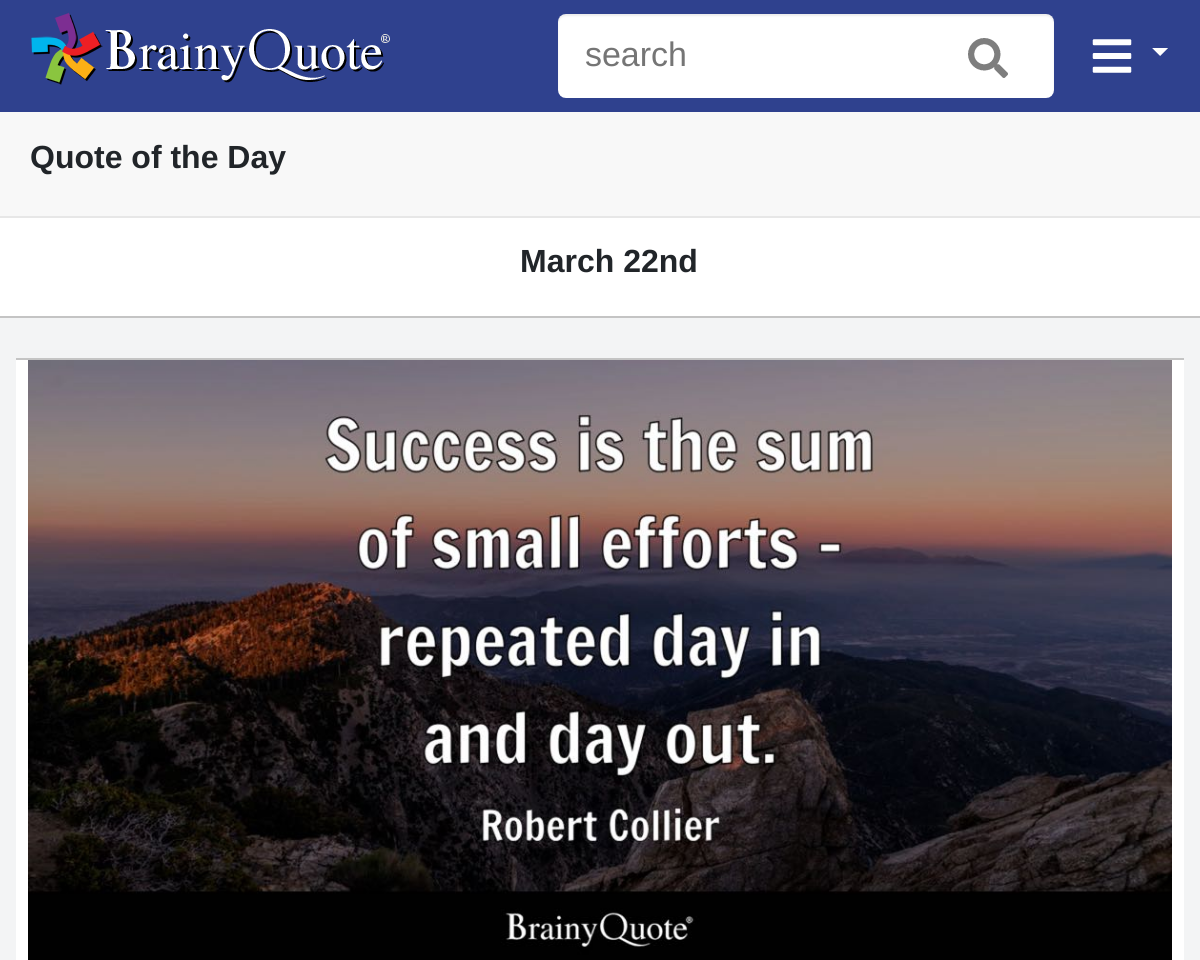 BrainyQuote®
search
Quote of the Day
March 22nd
Success is the sum
of small efforts -
repeated day in
and day out.
Robert Collier
BrainyQuote®